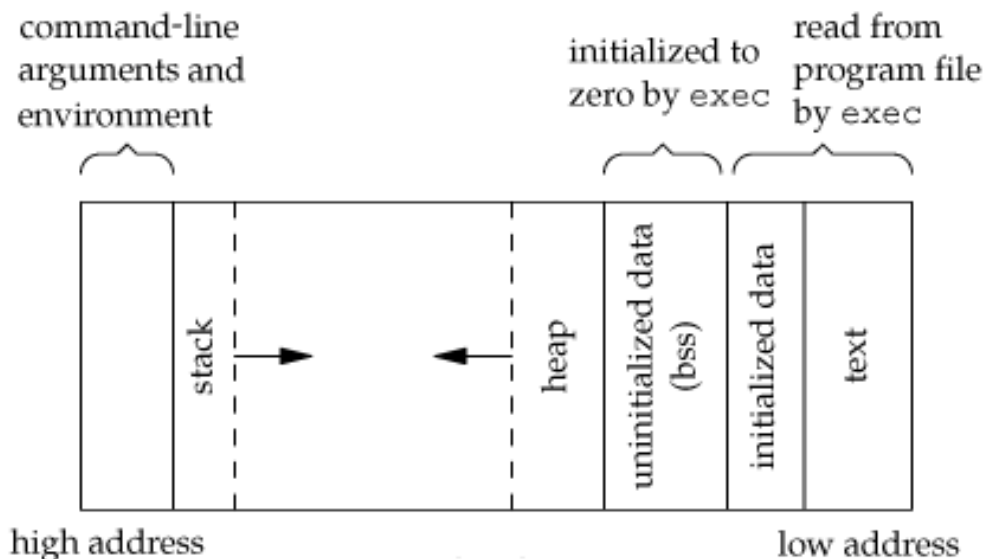 command-line
arguments and
environment
initialized to
zero by exec
read from
program file
by exec
stack
heap
uninitialized data
(bss)
initialized data
text
high address
low address